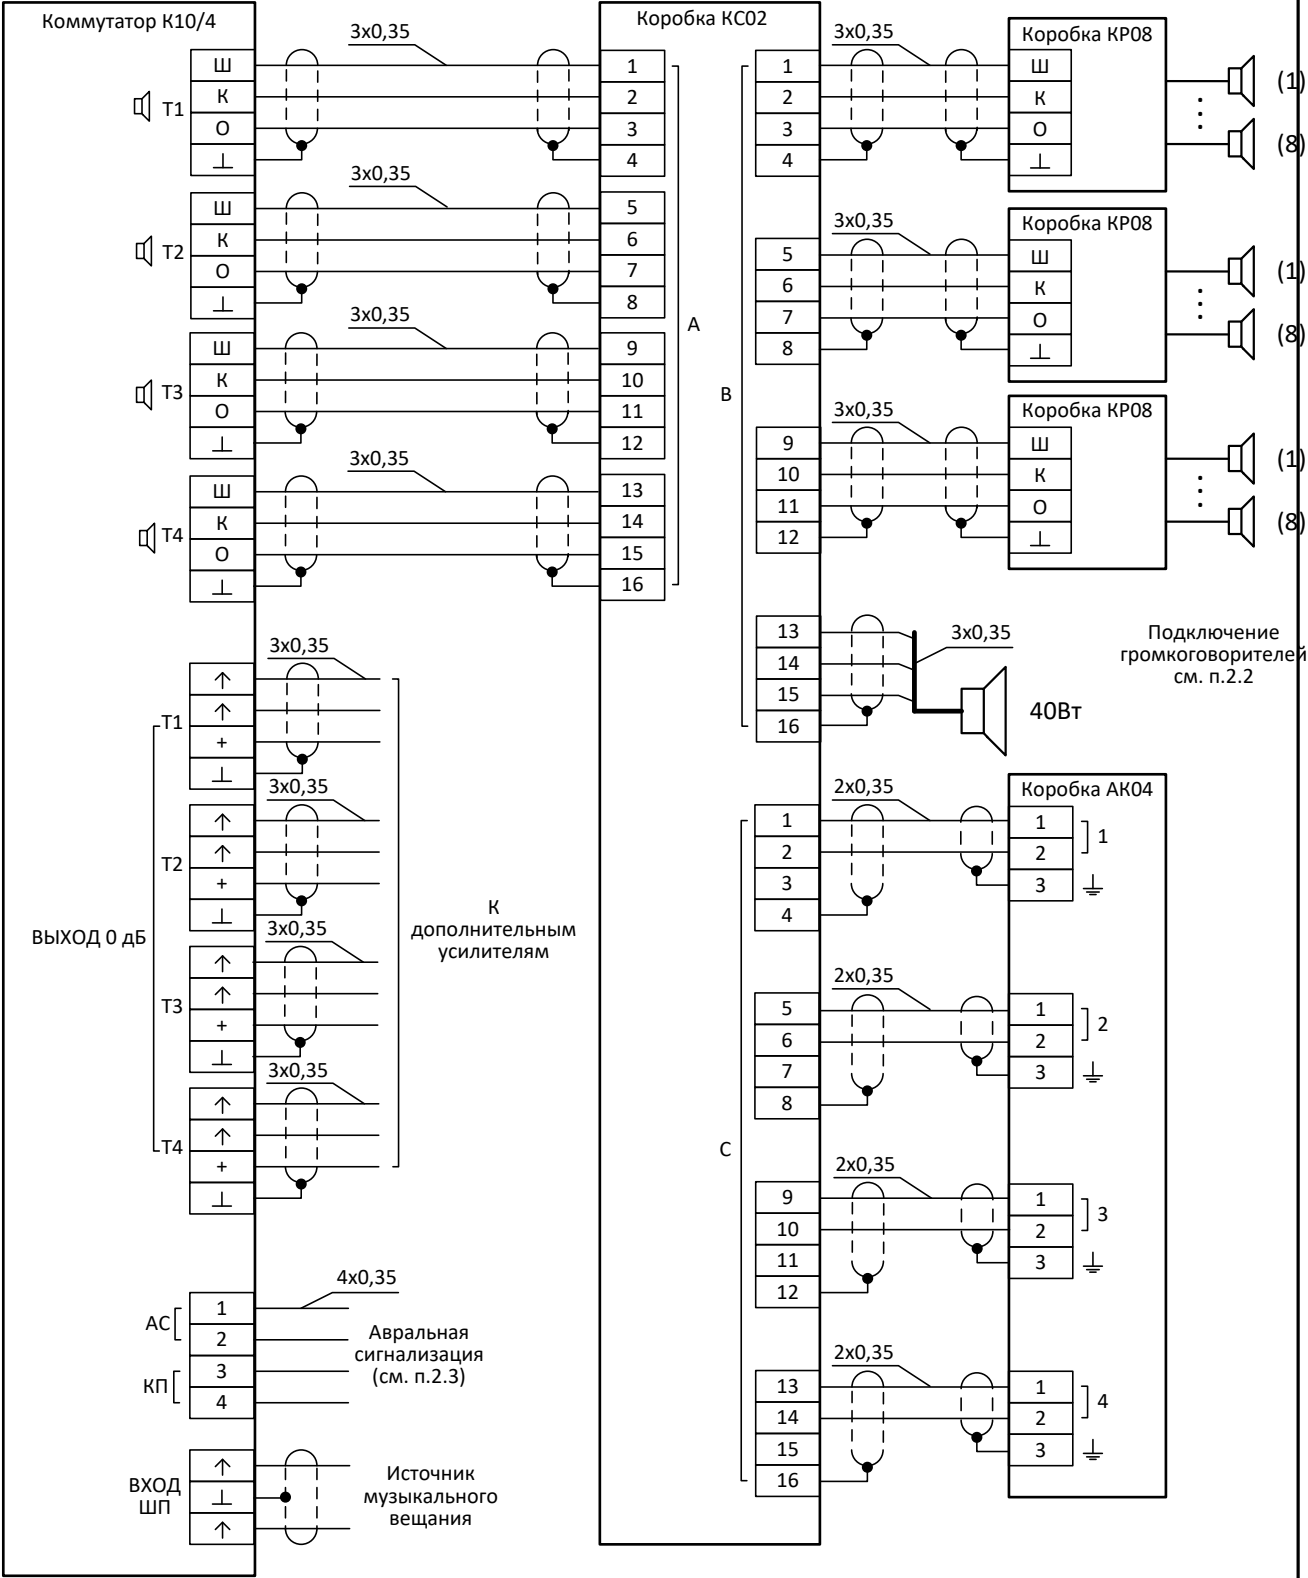 Коммутатор К10/4
Т1
Ш
К
О
⊥
3х0,35
Т2
Ш
К
О
⊥
3х0,35
Т3
Ш
К
О
⊥
3х0,35
Т4
Ш
К
О
⊥
3х0,35
ВЫХОД 0 дБ
Т1
↑
↑
+
⊥
3х0,35
Т2
↑
↑
+
⊥
3х0,35
Т3
↑
↑
+
⊥
3х0,35
Т4
↑
↑
+
⊥
3х0,35
К
дополнительным
усилителям
АС
1
2
КП
3
4
4х0,35
Авральная
сигнализация
(см. п.2.3)
ВХОД
ШП
↑
⊥
↑
Источник
музыкального
вещания
Коробка КС02
1
2
3
4
5
6
7
8
9
10
11
12
13
14
15
16
А
В
1
2
3
4
3х0,35
5
6
7
8
3х0,35
9
10
11
12
3х0,35
13
14
15
16
3х0,35
40Вт
С
1
2
3
4
2х0,35
5
6
7
8
2х0,35
9
10
11
12
2х0,35
13
14
15
16
2х0,35
Коробка КР08
Ш
К
О
⊥
(1)
(8)
Коробка КР08
Ш
К
О
⊥
(1)
(8)
Коробка КР08
Ш
К
О
⊥
(1)
(8)
Подключение
громкоговорителей
см. п.2.2
Коробка АК04
1
2
3
1
1
2
3
2
1
2
3
3
1
2
3
4